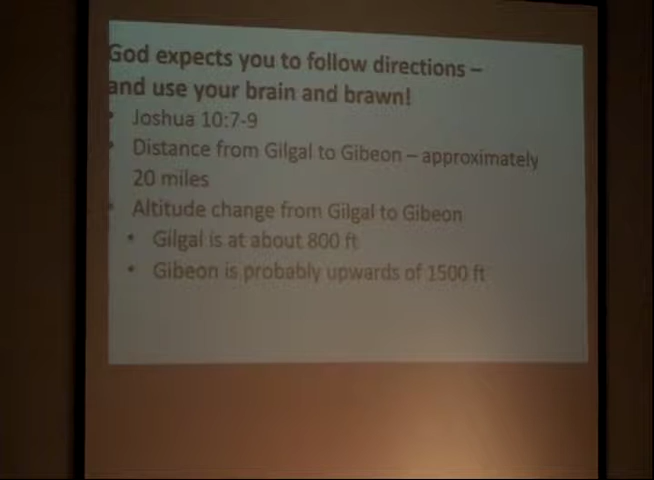 God expects you to follow directions –
and use your brain and brawn!
• Joshua 10:7-9
• Distance from Gilgal to Gibeon – approximately
20 miles
• Altitude change from Gilgal to Gibeon
• Gilgal is at about 800 ft
• Gibeon is probably upwards of 1500 ft